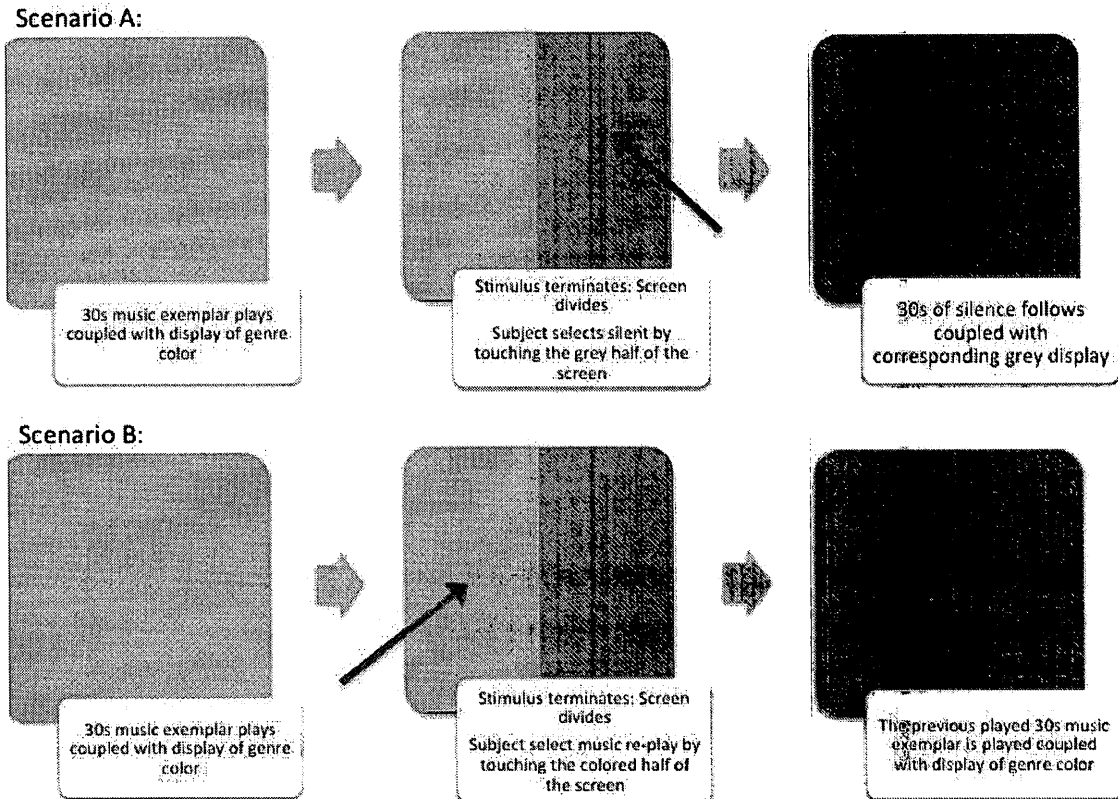 Scenario A:
30s music exemplar plays
coupled with display of genre
color
Stimulus terminates: Screen
divides
Subject selects silent by
touching the grey half of the
screen
30s of silence follows
coupled with
corresponding grey display
Scenario B:
30s music exemplar plays
coupled with display of genre
color
Stimulus terminates: Screen
divides
Subject select music re-play by
touching the colored half of
the screen
The previous played 30s music
exemplar is played coupled
with display of genre color